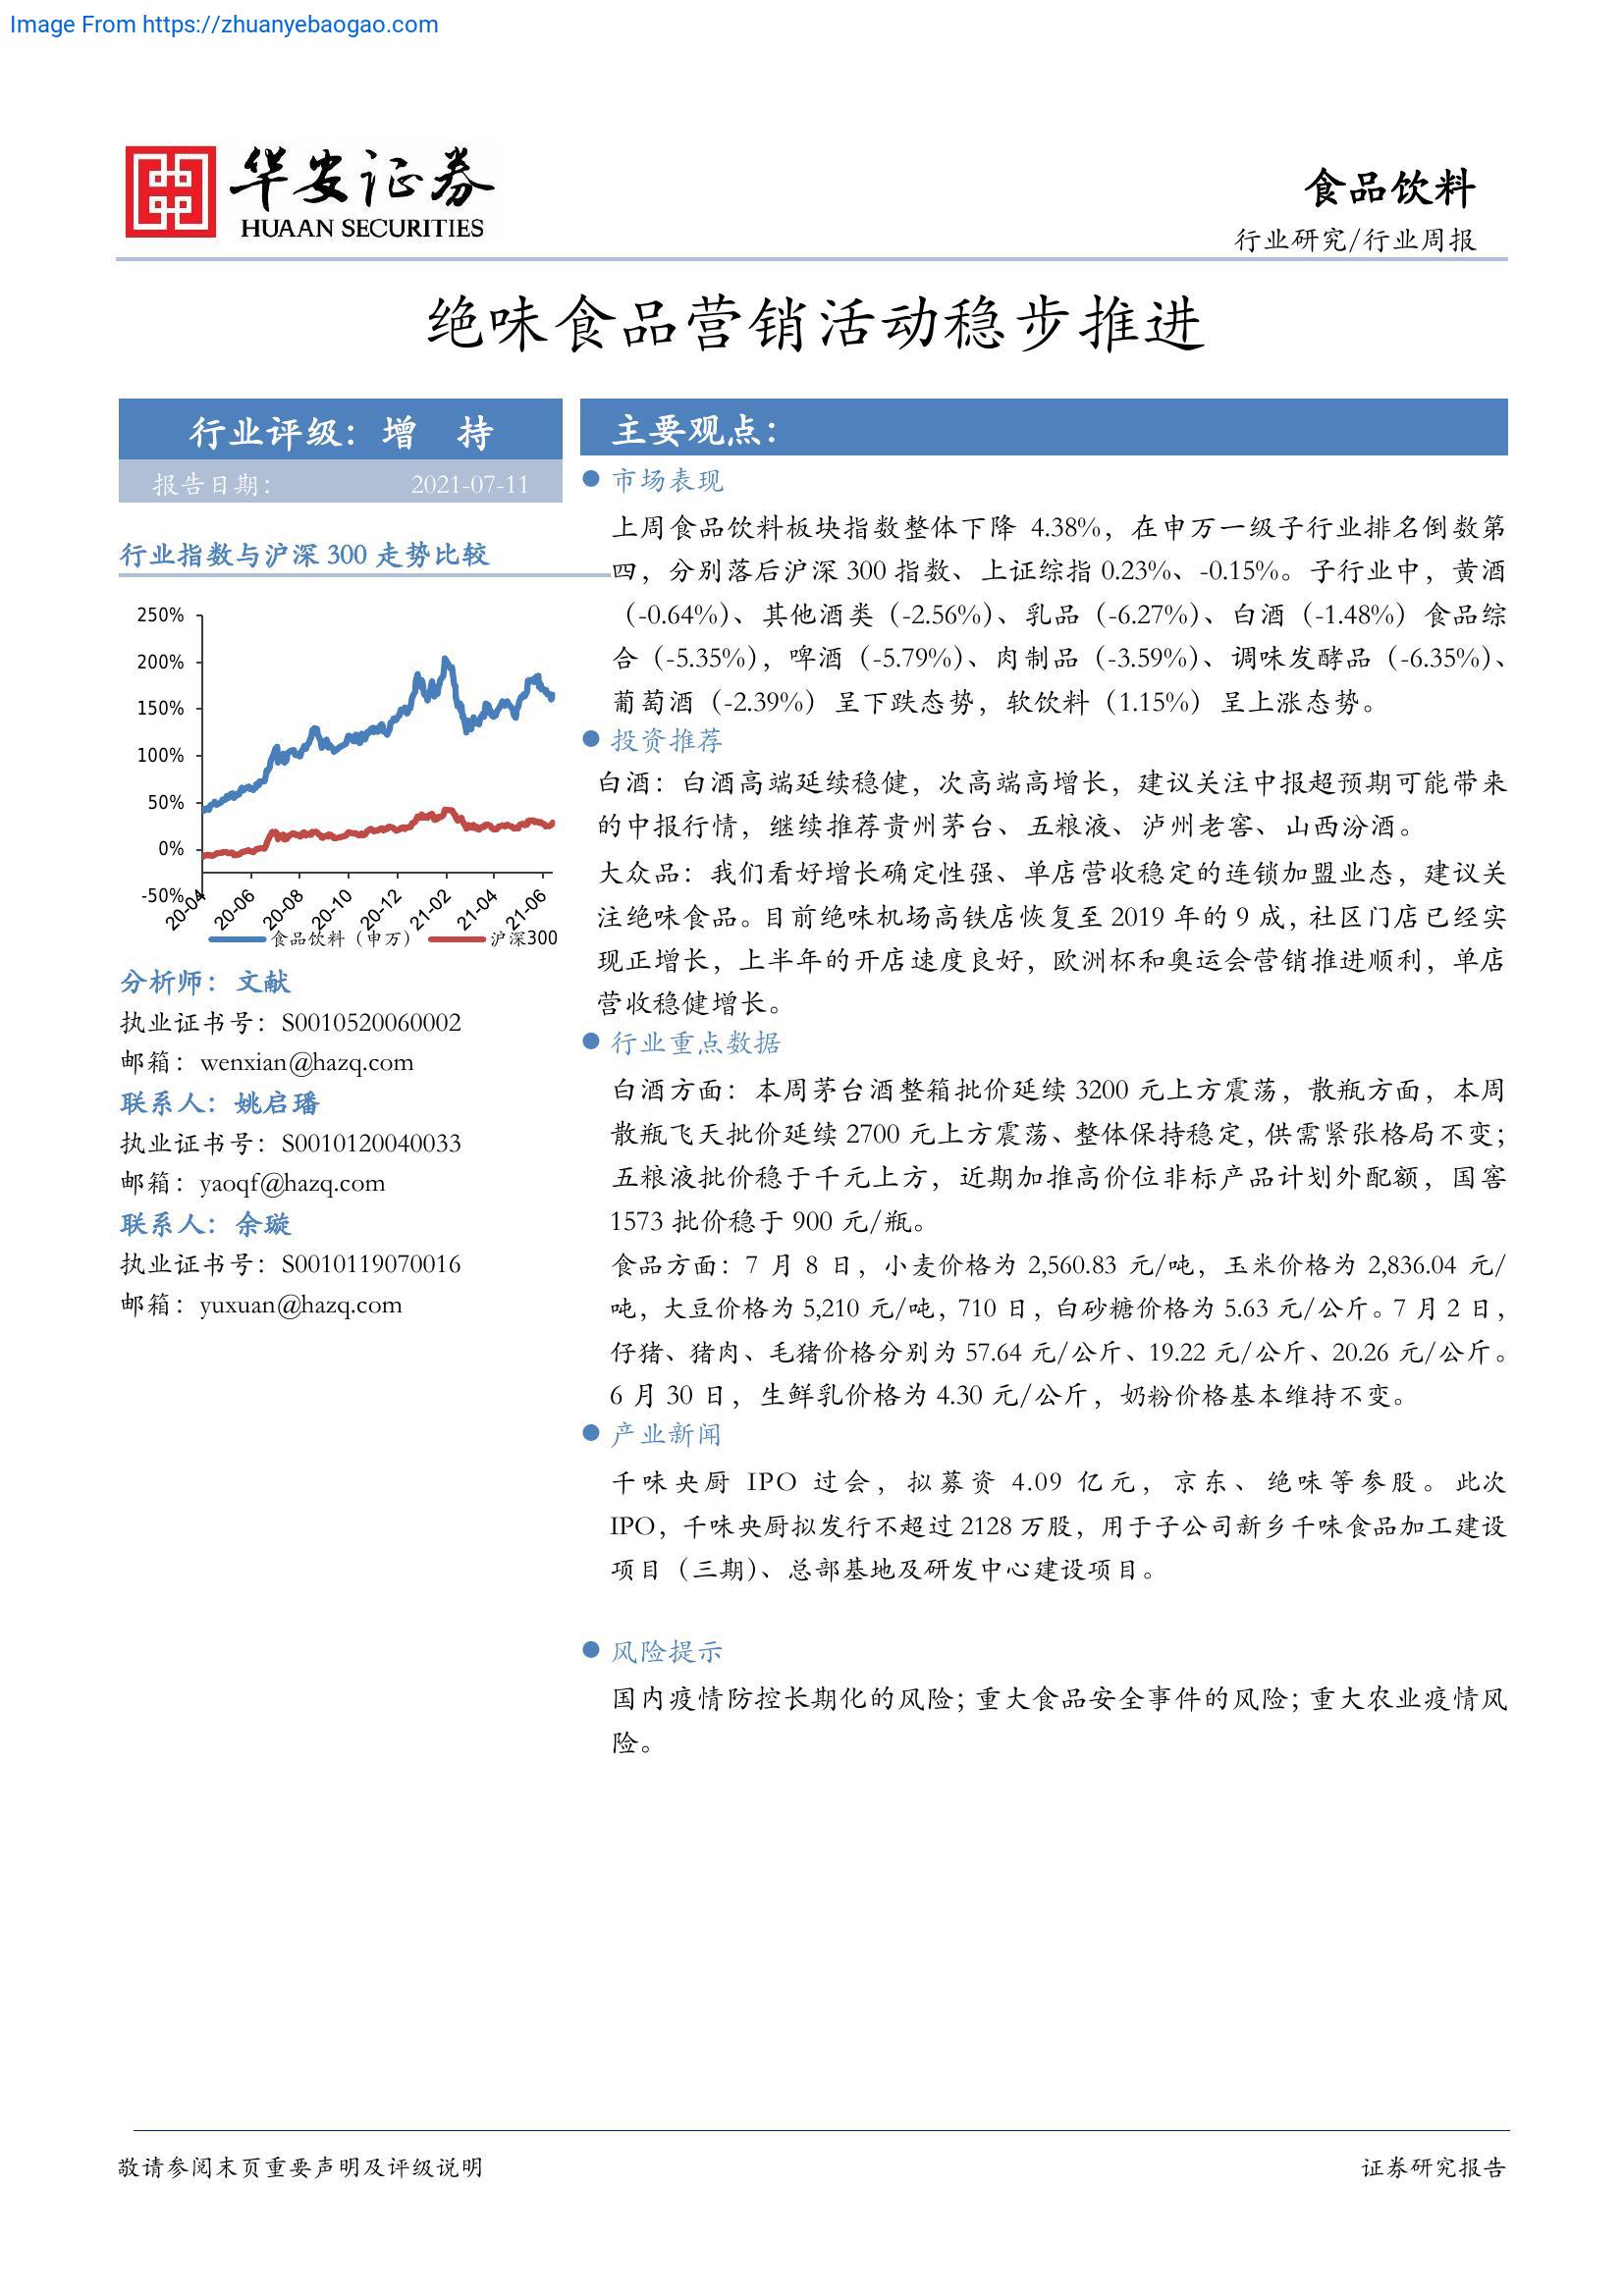 Image From https://zhuanyebaogao.com
华安证券
HUAAN SECURITIES
食品饮料
行业研究/行业周报
绝味食品营销活动稳步推进
行业评级：增 持
报告日期： 2021-07-11
行业指数与沪深 300 走势比较
250%
200%
150%
100%
50%
0%
-50%
20-04 20-06 20-08 20-10 20-12 21-02 21-04 21-06
食品饮料（申万） 沪深300
分析师：文献
执业证书号：S0010520060002
邮箱：wenxian@hazq.com
联系人：姚启璠
执业证书号：S0010120040033
邮箱：yaoqf@hazq.com
联系人：余璇
执业证书号：S0010119070016
邮箱：yuxuan@hazq.com
主要观点：
● 市场表现
上周食品饮料板块指数整体下降 4.38%，在申万一级子行业排名倒数第
四，分别落后沪深 300 指数、上证综指 0.23%、-0.15%。子行业中，黄酒
（-0.64%）、其他酒类（-2.56%）、乳品（-6.27%）、白酒（-1.48%）食品综
合（-5.35%），啤酒（-5.79%）、肉制品（-3.59%）、调味发酵品（-6.35%）、
葡萄酒（-2.39%）呈下跌态势，软饮料（1.15%）呈上涨态势。
● 投资推荐
白酒：白酒高端延续稳健，次高端高增长，建议关注中报超预期可能带来
的中报行情，继续推荐贵州茅台、五粮液、泸州老窖、山西汾酒。
大众品：我们看好增长确定性强、单店营收稳定的连锁加盟业态，建议关
注绝味食品。目前绝味机场高铁店恢复至 2019 年的 9 成，社区门店已经实
现正增长，上半年的开店速度良好，欧洲杯和奥运会营销推进顺利，单店
营收稳健增长。
● 行业重点数据
白酒方面：本周茅台酒整箱批价延续 3200 元上方震荡，散瓶方面，本周
散瓶飞天批价延续 2700 元上方震荡、整体保持稳定，供需紧张格局不变；
五粮液批价稳于千元上方，近期加推高价位非标产品计划外配额，国窖
1573 批价稳于 900 元/瓶。
食品方面：7 月 8 日，小麦价格为 2,560.83 元/吨，玉米价格为 2,836.04 元/
吨，大豆价格为 5,210 元/吨，710 日，白砂糖价格为 5.63 元/公斤。7 月 2 日，
仔猪、猪肉、毛猪价格分别为 57.64 元/公斤、19.22 元/公斤、20.26 元/公斤。
6 月 30 日，生鲜乳价格为 4.30 元/公斤，奶粉价格基本维持不变。
● 产业新闻
千味央厨 IPO 过会，拟募资 4.09 亿元，京东、绝味等参股。此次
IPO，千味央厨拟发行不超过 2128 万股，用于子公司新乡千味食品加工建设
项目（三期）、总部基地及研发中心建设项目。
● 风险提示
国内疫情防控长期化的风险；重大食品安全事件的风险；重大农业疫情风
险。
敬请参阅末页重要声明及评级说明
证券研究报告